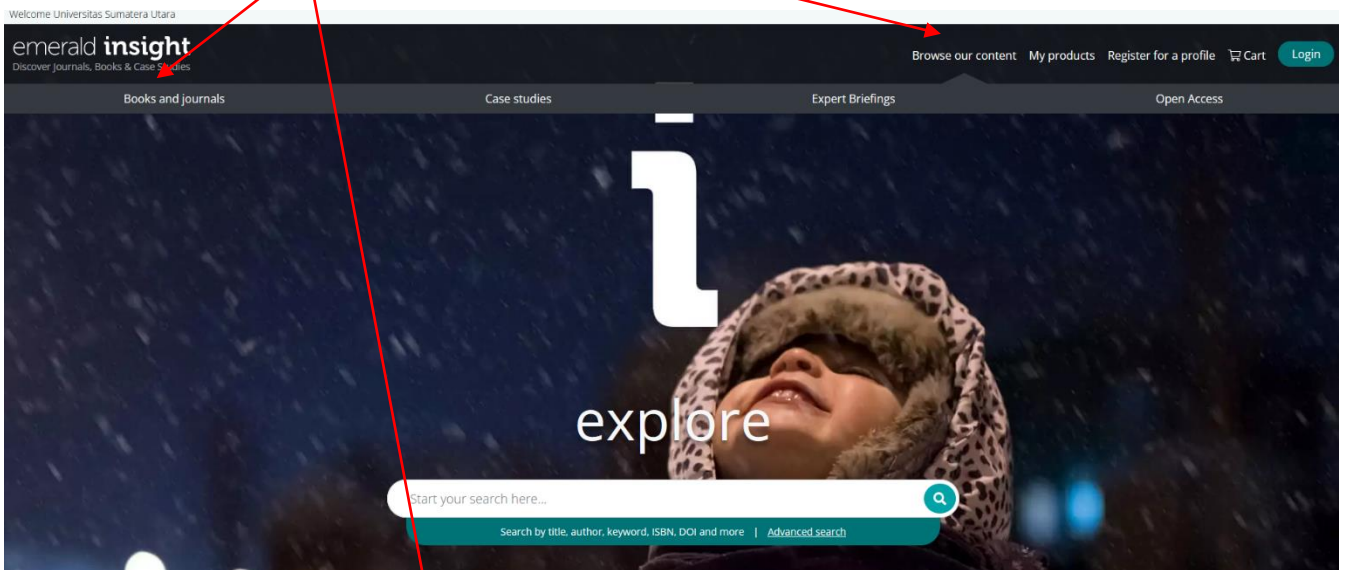 Welcome Universitas Sumatera Utara
emerald insight
Discover Journals, Books & Case Studies
Browse our content My products Register for a profile Cart Login
Books and journals Case studies Expert Briefings Open Access
i
explore
Start your search here...
Search by title, author, keyword, ISBN, DOI and more | Advanced search